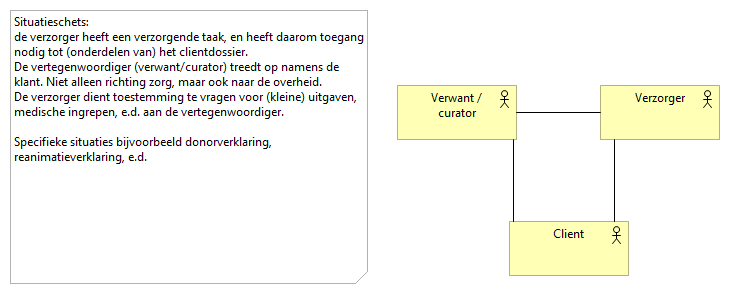 Situatieschets:
de verzorger heeft een verzorgende taak, en heeft daarom toegang
nodig tot (onderdelen van) het clientdossier.
De vertegenwoordiger (verwant/curator) treedt op namens de
klant. Niet alleen richting zorg, maar ook naar de overheid.
De verzorger dient toestemming te vragen voor (kleine) uitgaven,
medische ingrepen, e.d. aan de vertegenwoordiger.

Specifieke situaties bijvoorbeeld donorverklaring,
reanimatieverklaring, e.d.
Verwant /
curator
Verzorger
Client